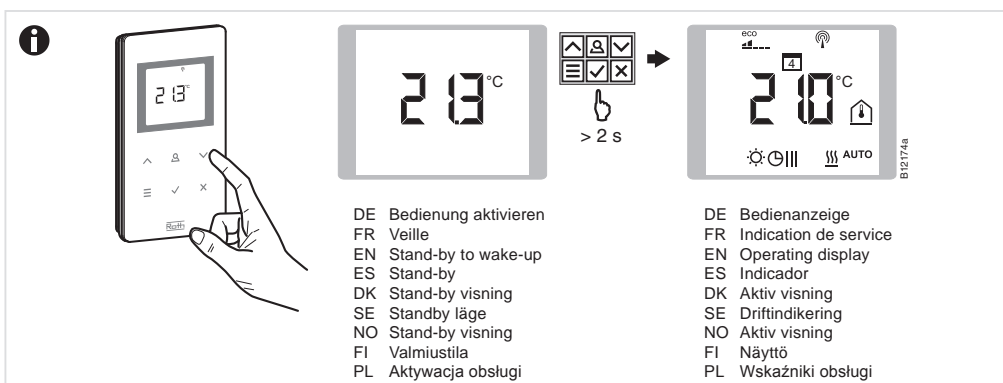 21.3
Roth
21.3 °C
> 2 s
eco
4
21.0 °C
AUTO
B12174a
DE Bedienung aktivieren
FR Veille
EN Stand-by to wake-up
ES Stand-by
DK Stand-by visning
SE Standby läge
NO Stand-by visning
FI Valmiustila
PL Aktywacja obsługi
DE Bedienanzeige
FR Indication de service
EN Operating display
ES Indicador
DK Aktiv visning
SE Driftindikering
NO Aktiv visning
FI Näyttö
PL Wskaźniki obsługi